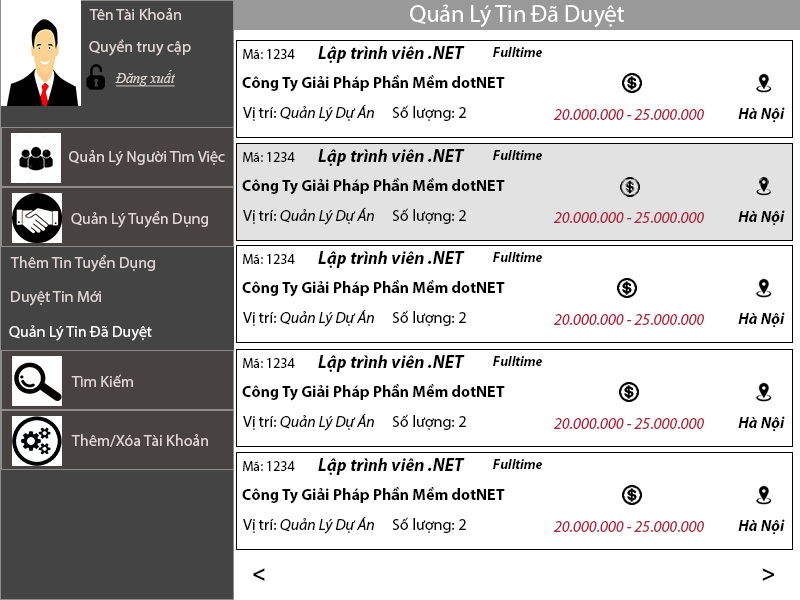 Tên Tài Khoản
Quyền truy cập
Đăng xuất
Quản Lý Người Tìm Việc
Quản Lý Tuyển Dụng
Thêm Tin Tuyển Dụng
Duyệt Tin Mới
Quản Lý Tin Đã Duyệt
Tìm Kiếm
Thêm/Xóa Tài Khoản
Quản Lý Tin Đã Duyệt
Mã: 1234 Lập trình viên .NET Fulltime
Công Ty Giải Pháp Phần Mềm dotNET
Vị trí: Quản Lý Dự Án Số lượng: 2 20.000.000 - 25.000.000 Hà Nội
Mã: 1234 Lập trình viên .NET Fulltime
Công Ty Giải Pháp Phần Mềm dotNET
Vị trí: Quản Lý Dự Án Số lượng: 2 20.000.000 - 25.000.000 Hà Nội
Mã: 1234 Lập trình viên .NET Fulltime
Công Ty Giải Pháp Phần Mềm dotNET
Vị trí: Quản Lý Dự Án Số lượng: 2 20.000.000 - 25.000.000 Hà Nội
Mã: 1234 Lập trình viên .NET Fulltime
Công Ty Giải Pháp Phần Mềm dotNET
Vị trí: Quản Lý Dự Án Số lượng: 2 20.000.000 - 25.000.000 Hà Nội
Mã: 1234 Lập trình viên .NET Fulltime
Công Ty Giải Pháp Phần Mềm dotNET
Vị trí: Quản Lý Dự Án Số lượng: 2 20.000.000 - 25.000.000 Hà Nội
< >